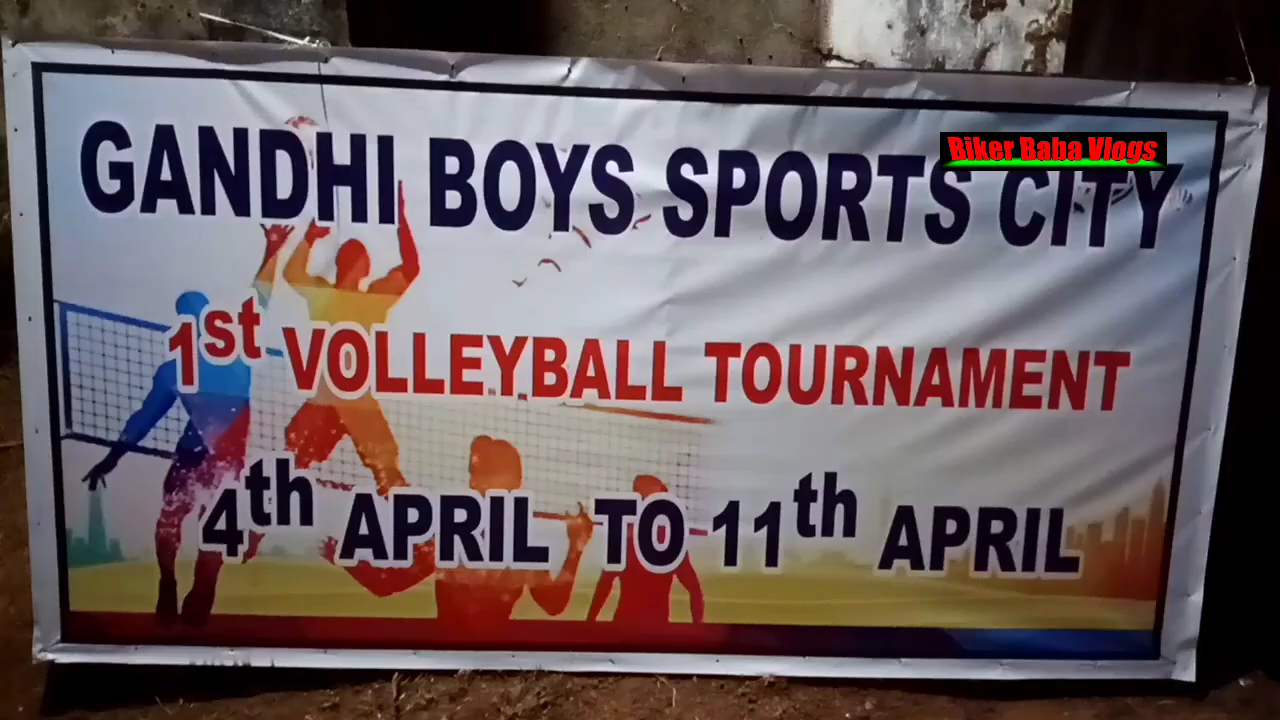 Biker Baba Vlogs
GANDHI BOYS SPORTS CITY
1st VOLLEYBALL TOURNAMENT
4th APRIL TO 11th APRIL